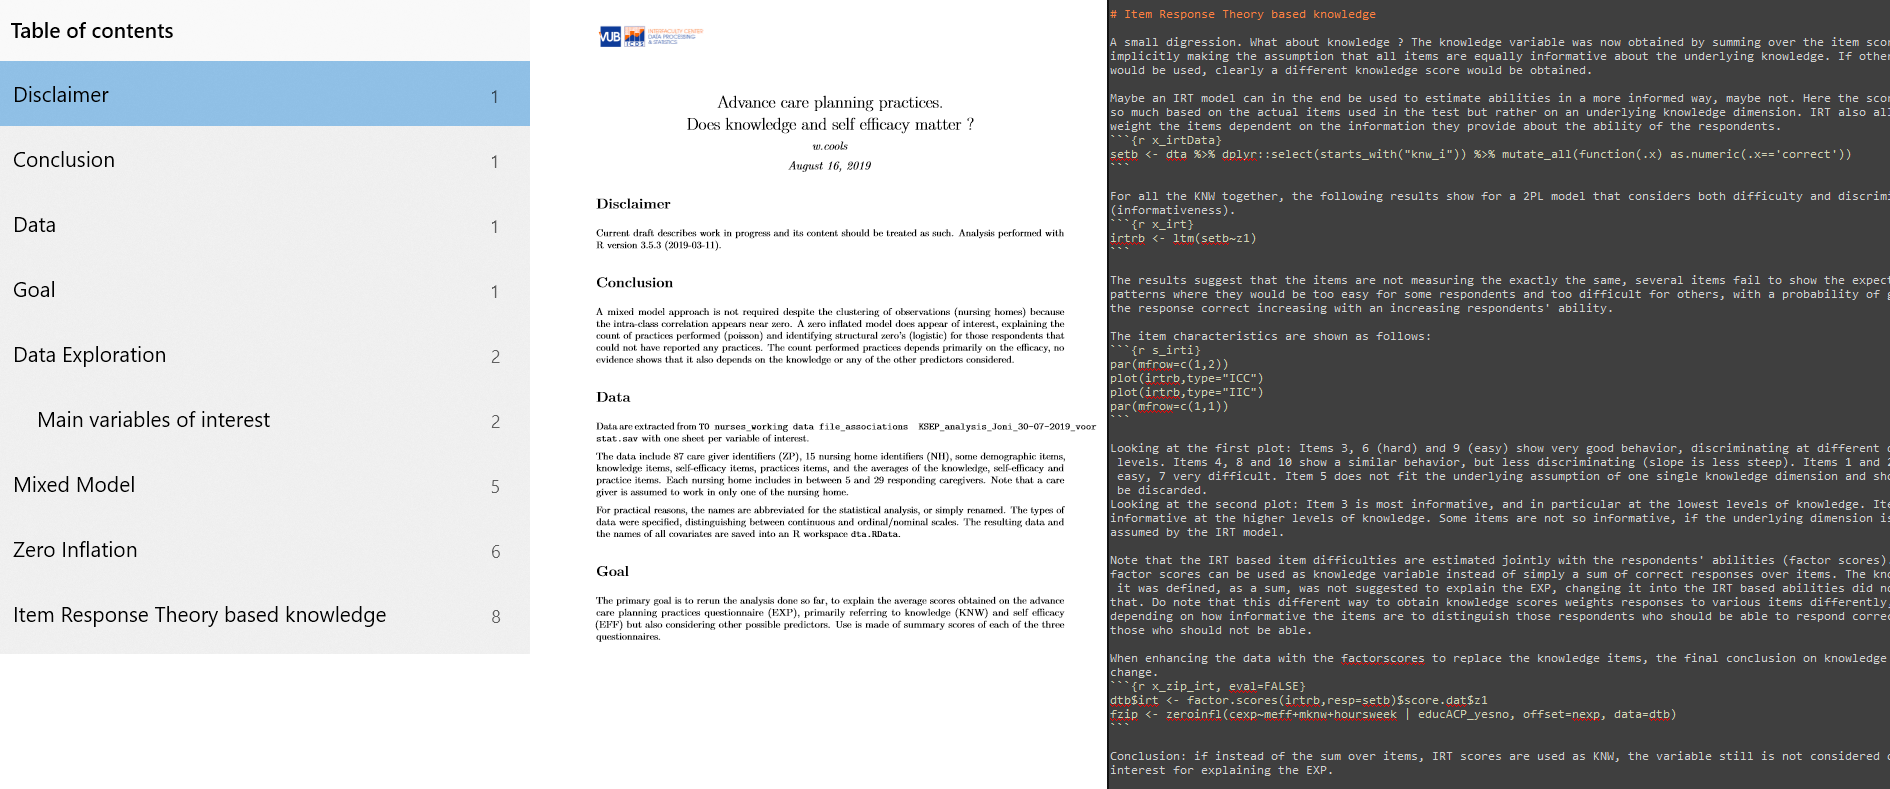 Table of contents
Disclaimer 1
Conclusion 1
Data 1
Goal 1
Data Exploration 2
Main variables of interest 2
Mixed Model 5
Zero Inflation 6
Item Response Theory based knowledge 8
VUB ICDS INTERFACULTY CENTER
DATA PROCESSING
& STATISTICS
Advance care planning practices.
Does knowledge and self efficacy matter ?
w.cools
August 16, 2019
Disclaimer
Current draft describes work in progress and its content should be treated as such. Analysis performed with
R version 3.5.3 (2019-03-11).
Conclusion
A mixed model approach is not required despite the clustering of observations (nursing homes) because
the intra-class correlation appears near zero. A zero inflated model does appear of interest, explaining the
count of practices performed (poisson) and identifying structural zero's (logistic) for those respondents that
could not have reported any practices. The count performed practices depends primarily on the efficacy, no
evidence shows that it also depends on the knowledge or any of the other predictors considered.
Data
Data are extracted from TO nurses_working data file_associations KSEP_analysis_Joni_30-07-2019_voor
stat.sav with one sheet per variable of interest.
The data include 87 care giver identifiers (ZP), 15 nursing home identifiers (NH), some demographic items,
knowledge items, self-efficacy items, practices items, and the averages of the knowledge, self-efficacy and
practice items. Each nursing home includes in between 5 and 29 responding caregivers. Note that a care
giver is assumed to work in only one of the nursing home.
For practical reasons, the names are abbreviated for the statistical analysis, or simply renamed. The types of
data were specified, distinguishing between continuous and ordinal/nominal scales. The resulting data and
the names of all covariates are saved into an R workspace dta.RData.
Goal
The primary goal is to rerun the analysis done so far, to explain the average scores obtained on the advance
care planning practices questionnaire (EXP), primarily referring to knowledge (KNW) and self efficacy
(EFF) but also considering other possible predictors. Use is made of summary scores of each of the three
questionnaires.
# Item Response Theory based knowledge
A small digression. What about knowledge ? The knowledge variable was now obtained by summing over the item scor
implicitly making the assumption that all items are equally informative about the underlying knowledge. If other
would be used, clearly a different knowledge score would be obtained.
Maybe an IRT model can in the end be used to estimate abilities in a more informed way, maybe not. Here the scor
so much based on the actual items used in the test but rather on an underlying knowledge dimension. IRT also all
weight the items dependent on the information they provide about the ability of the respondents.
```{r x_irtData}
setb <- dta %>% dplyr::select(starts_with("knw_i")) %>% mutate_all(function(.x) as.numeric(.x=='correct'))
```
For all the KNW together, the following results show for a 2PL model that considers both difficulty and discrimi
(informativeness).
```{r x_irt}
irtrb <- ltm(setb~z1)
```
The results suggest that the items are not measuring the exactly the same, several items fail to show the expect
patterns where they would be too easy for some respondents and too difficult for others, with a probability of g
the response correct increasing with an increasing respondents' ability.
The item characteristics are shown as follows:
```{r s_irti}
par(mfrow=c(1,2))
plot(irtrb,type="ICC")
plot(irtrb,type="IIC")
par(mfrow=c(1,1))
```
Looking at the first plot: Items 3, 6 (hard) and 9 (easy) show very good behavior, discriminating at different
levels. Items 4, 8 and 10 show a similar behavior, but less discriminating (slope is less steep). Items 1 and 2
easy, 7 very difficult. Item 5 does not fit the underlying assumption of one single knowledge dimension and sho
be discarded.
Looking at the second plot: Item 3 is most informative, and in particular at the lowest levels of knowledge. Ite
informative at the higher levels of knowledge. Some items are not so informative, if the underlying dimension is
assumed by the IRT model.
Note that the IRT based item difficulties are estimated jointly with the respondents' abilities (factor scores).
factor scores can be used as knowledge variable instead of simply a sum of correct responses over items. The kno
it was defined, as a sum, was not suggested to explain the EXP, changing it into the IRT based abilities did no
that. Do note that this different way to obtain knowledge scores weights responses to various items differently,
depending on how informative the items are to distinguish those respondents who should be able to respond correc
those who should not be able.
When enhancing the data with the factorscores to replace the knowledge items, the final conclusion on knowledge
change.
```{r x_zip_irt, eval=FALSE}
dtb$irt <- factor.scores(irtrb,resp=setb)$score.dat$z1
fzip <- zeroinfl(cexp~meff+mknw+hoursweek | educACP_yesno, offset=nexp, data=dtb)
```
Conclusion: if instead of the sum over items, IRT scores are used as KNW, the variable still is not considered
interest for explaining the EXP.